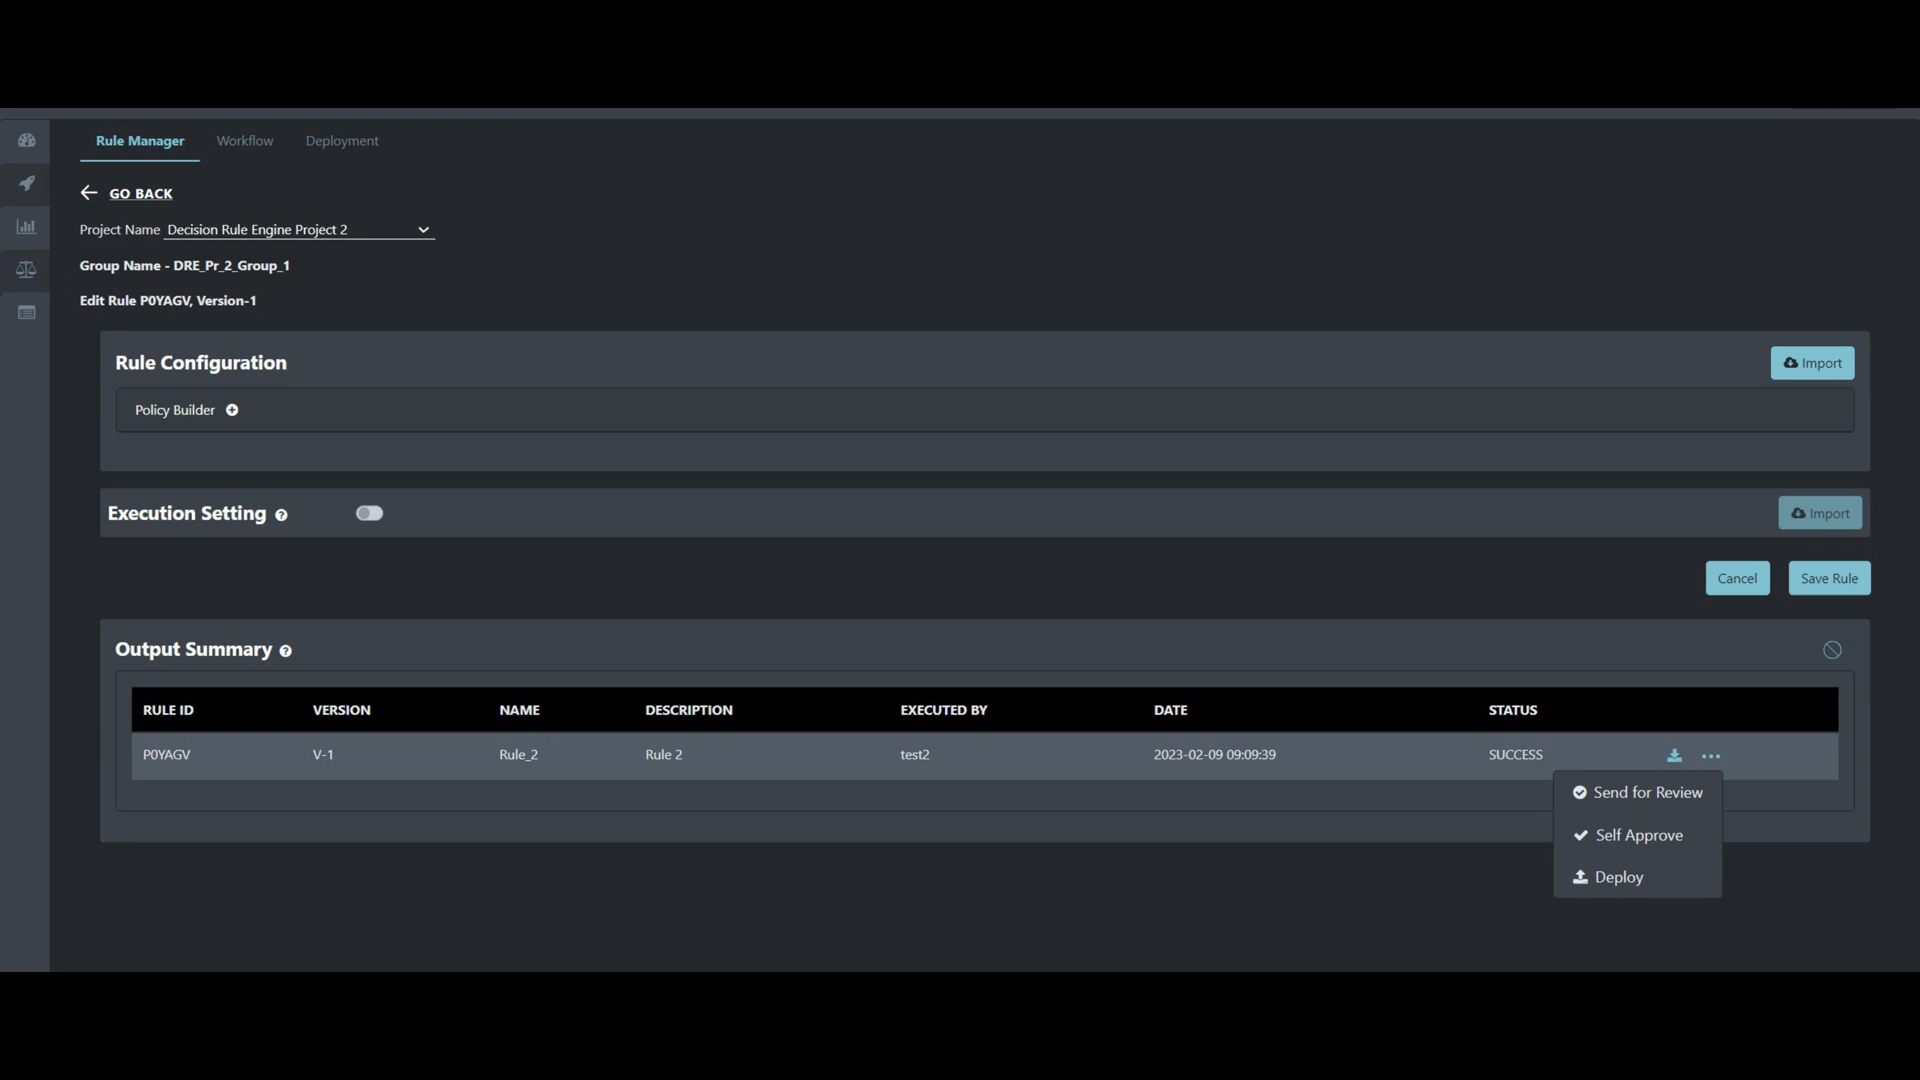 Rule Manager Workflow Deployment
GO BACK
Project Name Decision Rule Engine Project 2
Group Name - DRE_Pr_2_Group_1
Edit Rule P0YAGV, Version-1
Rule Configuration Import
Policy Builder
Execution Setting Import
Cancel Save Rule
Output Summary
RULE ID VERSION NAME DESCRIPTION EXECUTED BY DATE STATUS
P0YAGV V-1 Rule_2 Rule 2 test2 2023-02-09 09:09:39 SUCCESS
Send for Review
Self Approve
Deploy